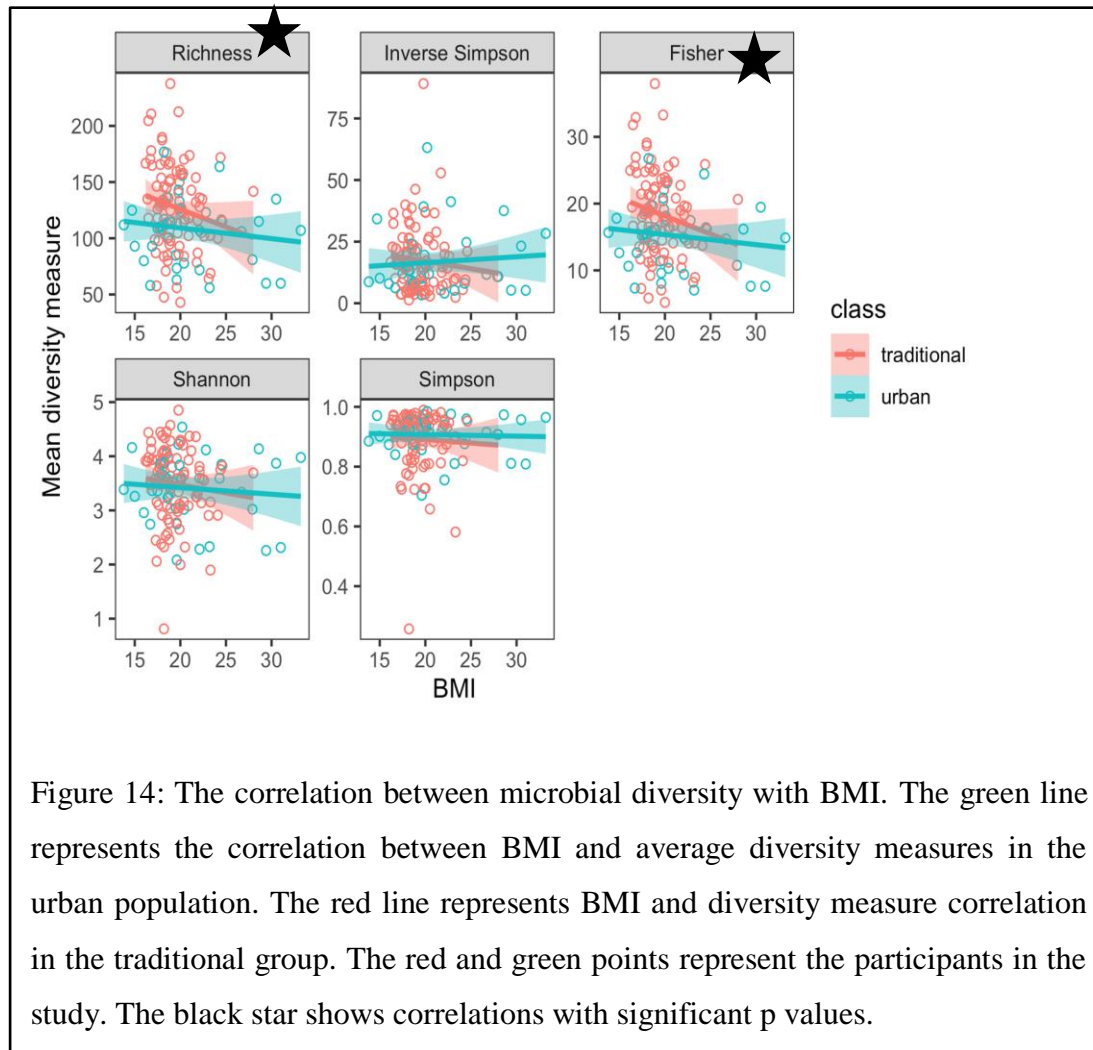 Richness
Inverse Simpson
Fisher
200
150
100
50
75
50
25
0
30
20
10
15 20 25 30
15 20 25 30
15 20 25 30
Mean diversity measure
class
traditional
urban
Shannon
Simpson
5
4
3
2
1
1.0
0.8
0.6
0.4
15 20 25 30
15 20 25 30
BMI
Figure 14: The correlation between microbial diversity with BMI. The green line
represents the correlation between BMI and average diversity measures in the
urban population. The red line represents BMI and diversity measure correlation
in the traditional group. The red and green points represent the participants in the
study. The black star shows correlations with significant p values.